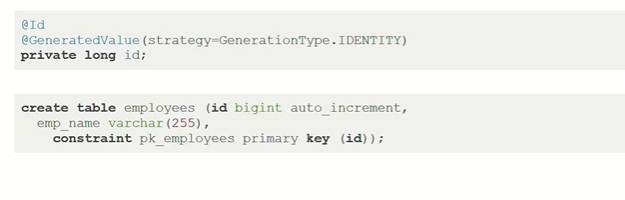 @Id
@GeneratedValue(strategy=GenerationType.IDENTITY)
private long id;
create table employees (id bigint auto_increment,
emp_name varchar(255),
constraint pk_employees primary key (id));